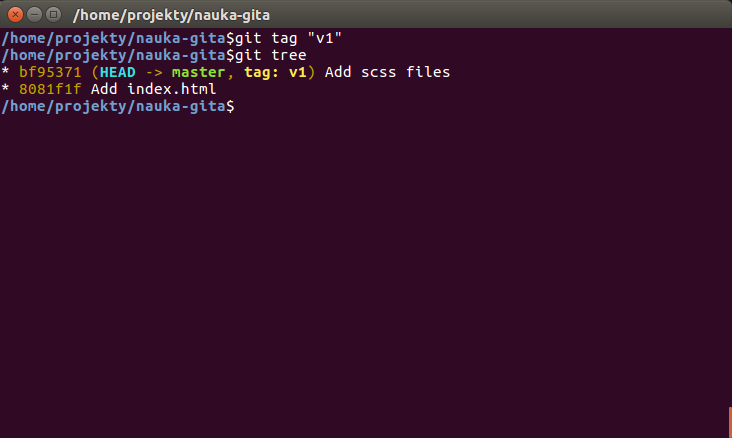 /home/projekty/nauka-gita
/home/projekty/nauka-gita$git tag "v1"
/home/projekty/nauka-gita$git tree
* bf95371 (HEAD -> master, tag: v1) Add scss files
* 8081f1f Add index.html
/home/projekty/nauka-gita$